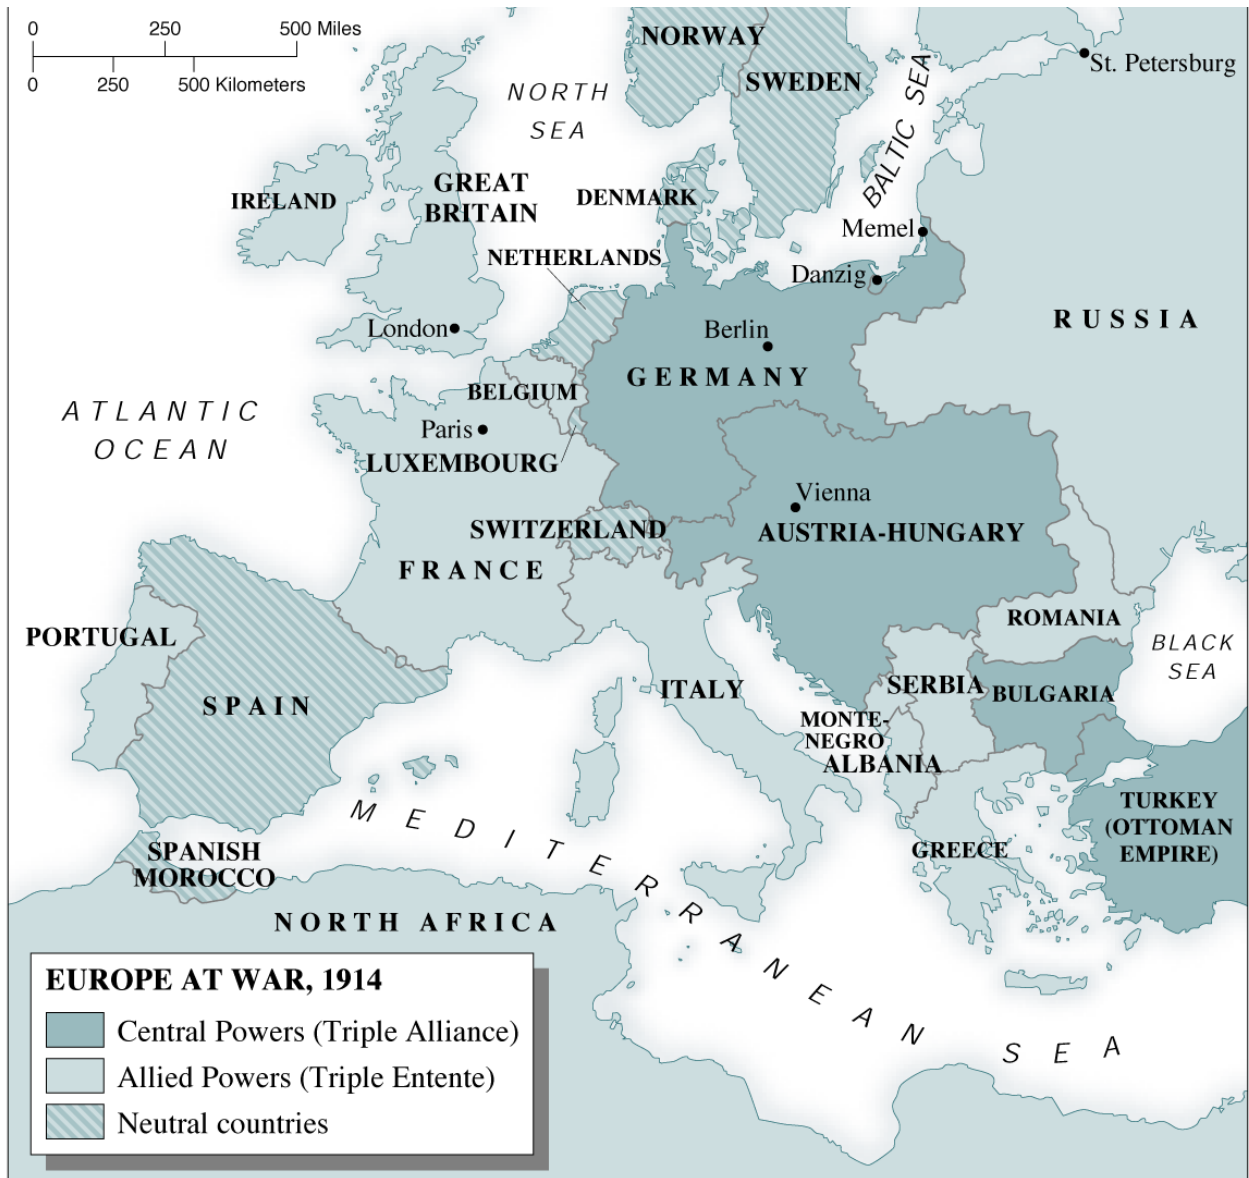 0 250 500 Miles
0 250 500 Kilometers
NORWAY
SWEDEN
St. Petersburg
NORTH
SEA
BALTIC SEA
IRELAND
GREAT
BRITAIN
DENMARK
Memel
NETHERLANDS
Danzig
London
Berlin
RUSSIA
GERMANY
BELGIUM
ATLANTIC
OCEAN
Paris
LUXEMBOURG
Vienna
SWITZERLAND
AUSTRIA-HUNGARY
FRANCE
ROMANIA
PORTUGAL
BLACK
SEA
SPAIN
ITALY
SERBIA
BULGARIA
MONTE-
NEGRO
ALBANIA
MEDITERRANEAN SEA
TURKEY
(OTTOMAN
EMPIRE)
GREECE
SPANISH
MOROCCO
NORTH AFRICA
EUROPE AT WAR, 1914
Central Powers (Triple Alliance)
Allied Powers (Triple Entente)
Neutral countries